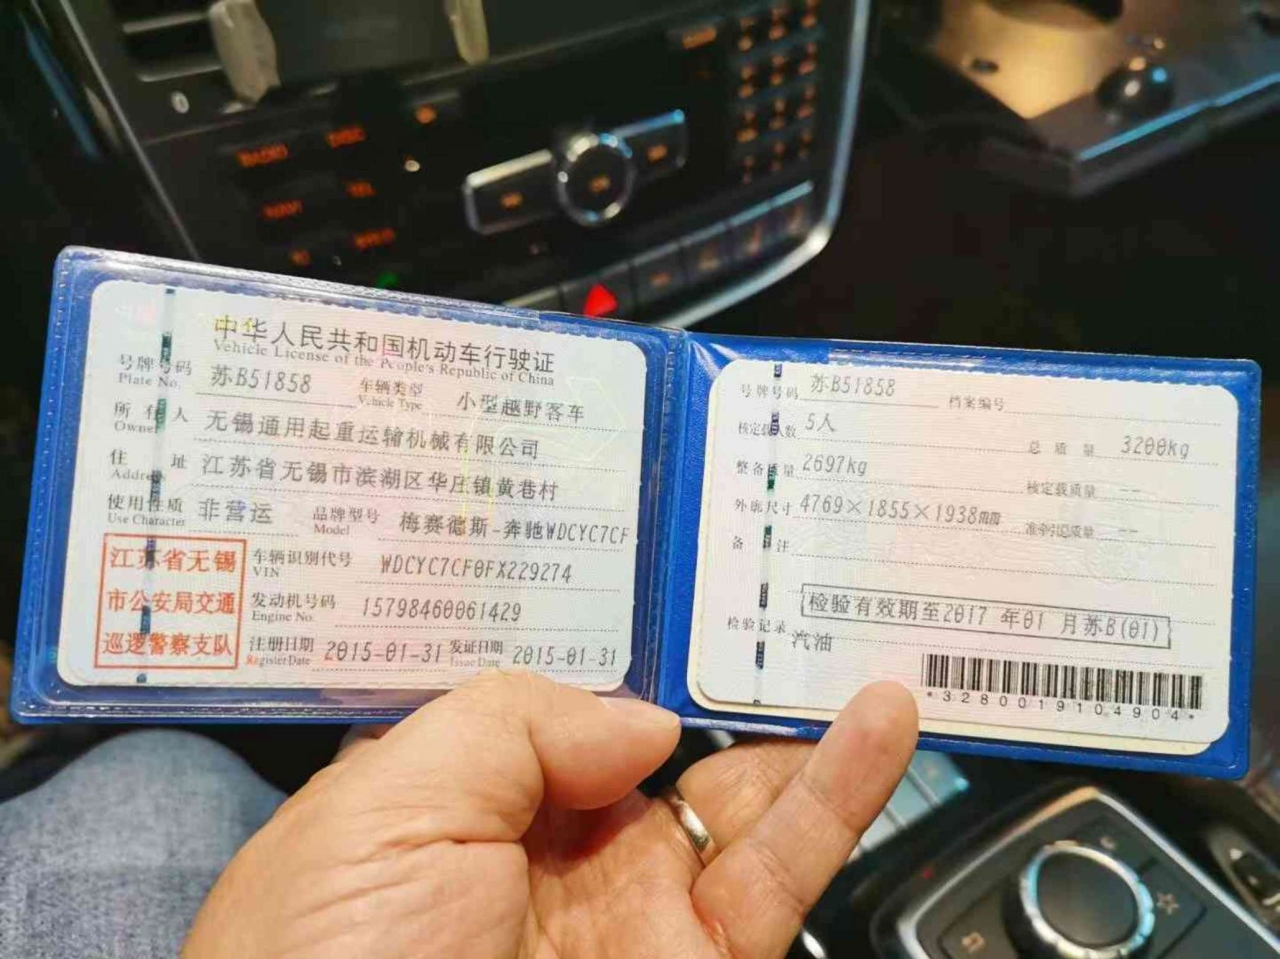 中华人民共和国机动车行驶证
Vehicle License of the People's Republic of China
号牌号码 苏B51858 车辆类型 小型越野客车
Plate No. Vehicle Type
所有人 无锡通用起重运输机械有限公司
Owner
住址 江苏省无锡市滨湖区华庄镇黄巷村
Address
使用性质 非营运 品牌型号 梅赛德斯-奔驰WDCYC7CF
Use Character Model
江苏省无锡
市公安局交通
巡逻警察支队
车辆识别代号 WDCYC7CF0FX229274
VIN
发动机号码 15798460061429
Engine No.
注册日期 2015-01-31 发证日期 2015-01-31
Register Date Issue Date
号牌号码 苏B51858 档案编号
核定载人数 5人 总质量 3200kg
整备质量 2697kg 核定载质量 --
外廓尺寸 4769×1855×1938mm 准牵引总质量 --
备注
检验有效期至2017年01月苏B(01)
检验记录
汽油
*3280019104904*
RADIO DISC
NAVI TEL